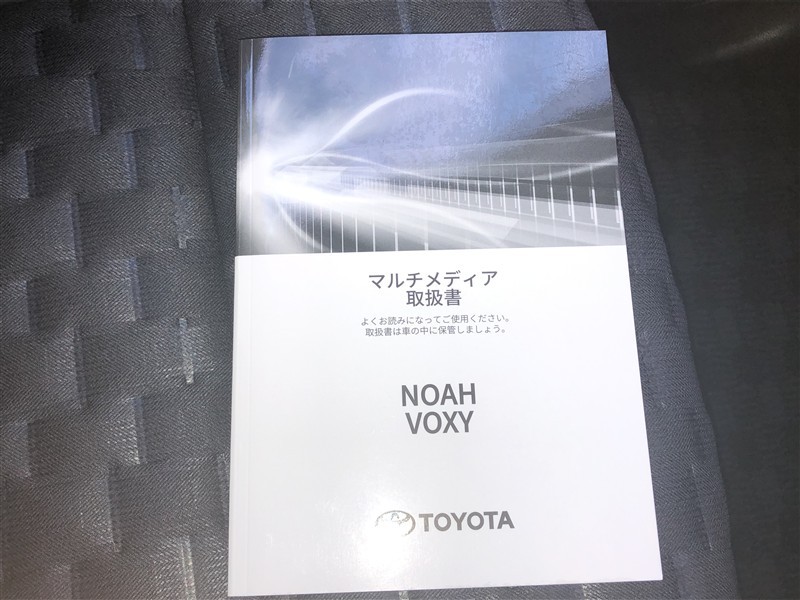 マルチメディア
取扱書
よくお読みになってご使用ください。
取扱書は車の中に保管しましょう。
NOAH
VOXY
TOYOTA